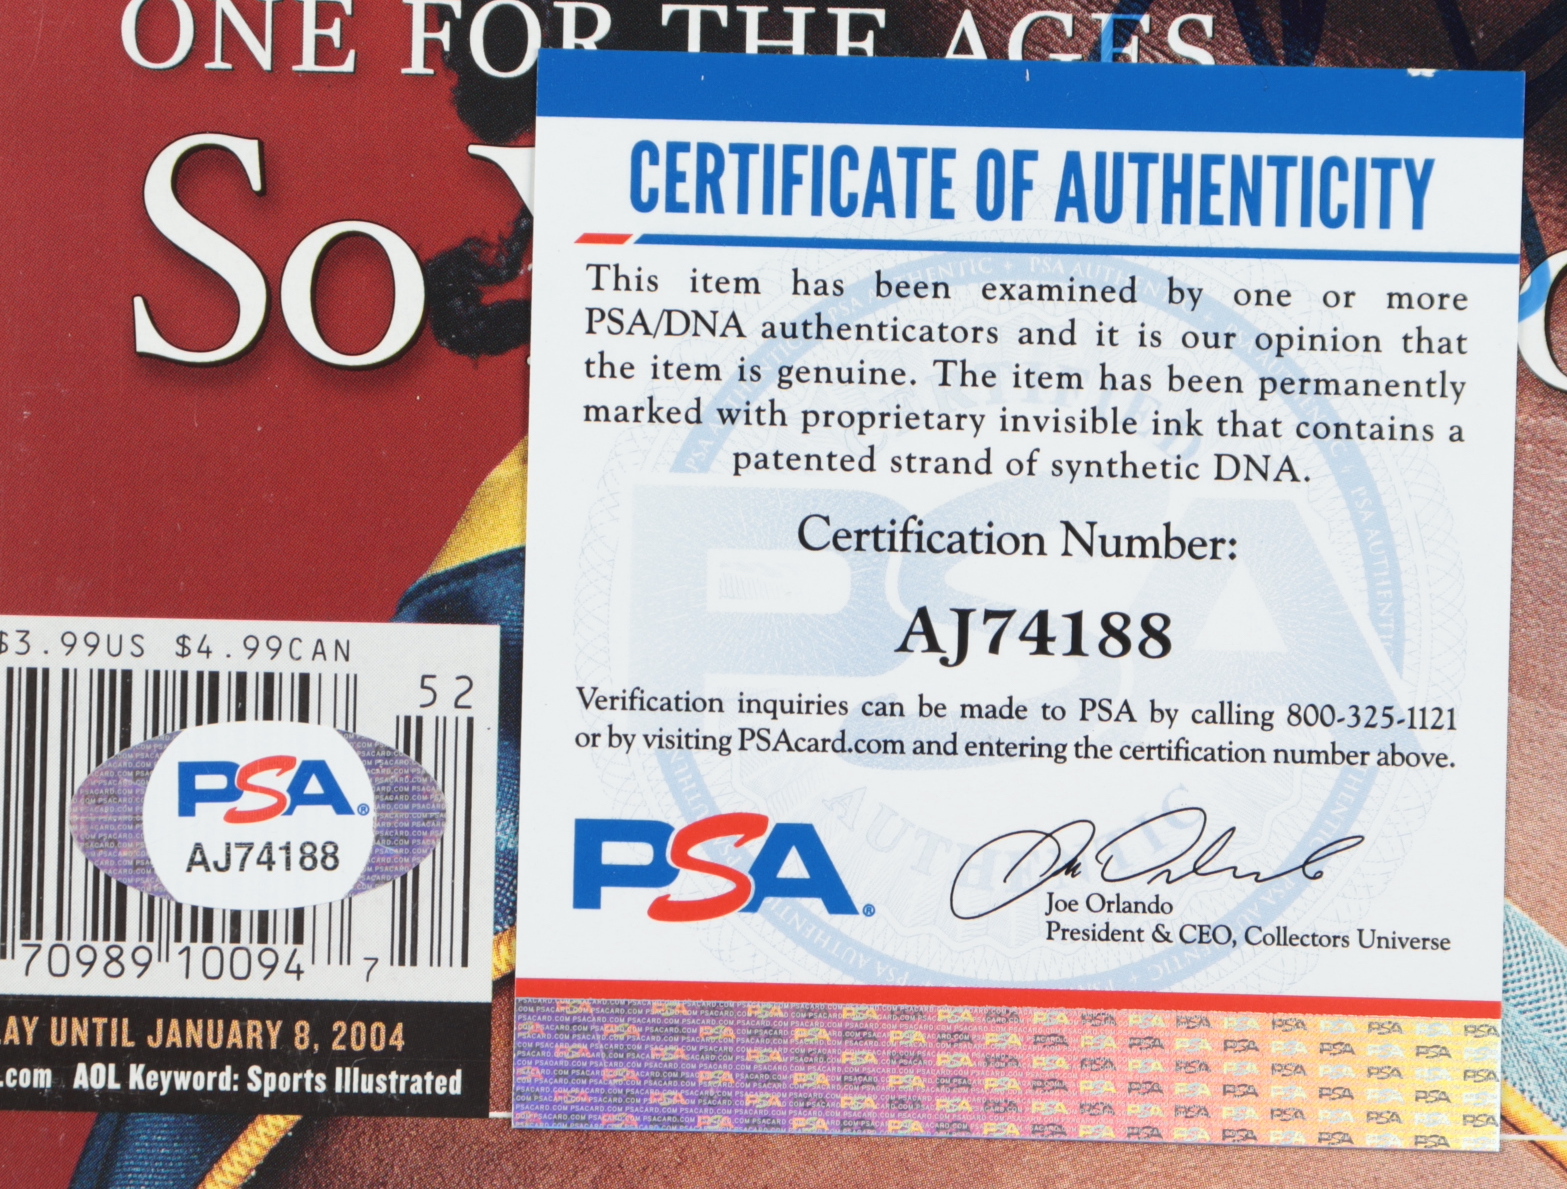 ONE FOR THE AGES
So
CERTIFICATE OF AUTHENTICITY
This item has been examined by one or more
PSA/DNA authenticators and it is our opinion that
the item is genuine. The item has been permanently
marked with proprietary invisible ink that contains a
patented strand of synthetic DNA.
Certification Number:
AJ74188
Verification inquiries can be made to PSA by calling 800-325-1121
or by visiting PSAcard.com and entering the certification number above.
PSA®
Joe Orlando
President & CEO, Collectors Universe
$3.99US $4.99CAN
52
PSA®
AJ74188
70989 10094 7
LAY UNTIL JANUARY 8, 2004
.com AOL Keyword: Sports Illustrated